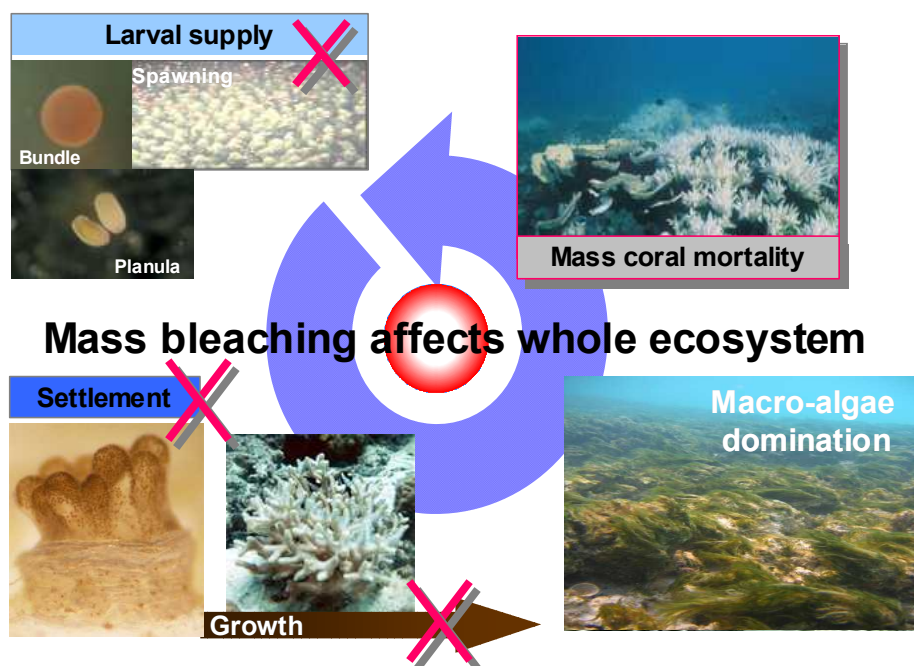 Larval supply
Spawning
Bundle
Planula
Mass coral mortality
Mass bleaching affects whole ecosystem
Settlement
Macro-algae
domination
Growth